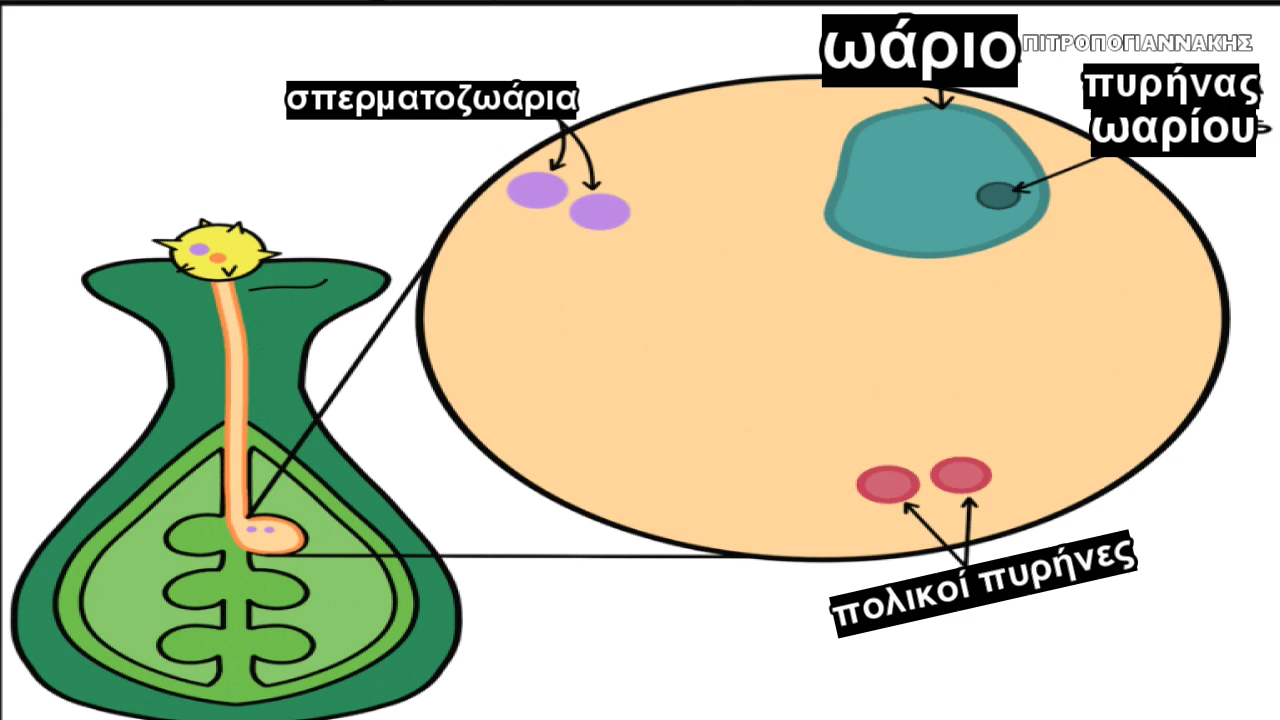 ωάριο
ΠΙΤΡΟΠΟΓΙΑΝΝΑΚΗΣ
σπερματοζωάρια
πυρήνας
ωαρίου
πολικοί πυρήνες